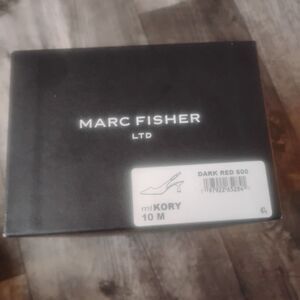 MARC FISHER
LTD
DARK RED 600
mlKORY
10 M